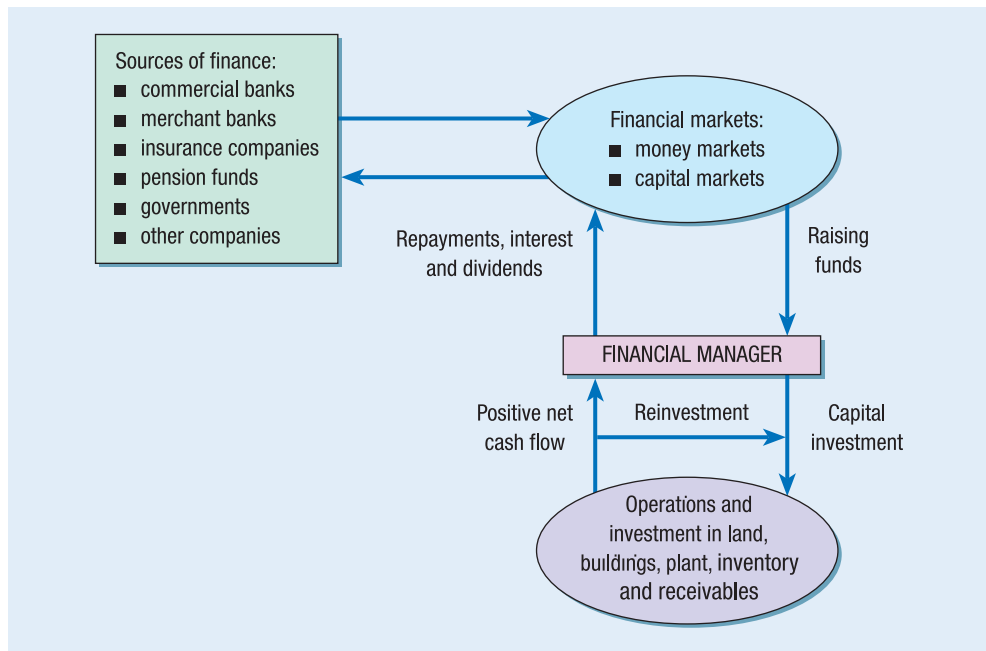 Sources of finance:
■ commercial banks
■ merchant banks
■ insurance companies
■ pension funds
■ governments
■ other companies
Financial markets:
■ money markets
■ capital markets
Repayments, interest
and dividends
Raising
funds
FINANCIAL MANAGER
Positive net
cash flow
Reinvestment
Capital
investment
Operations and
investment in land,
buildings, plant, inventory
and receivables